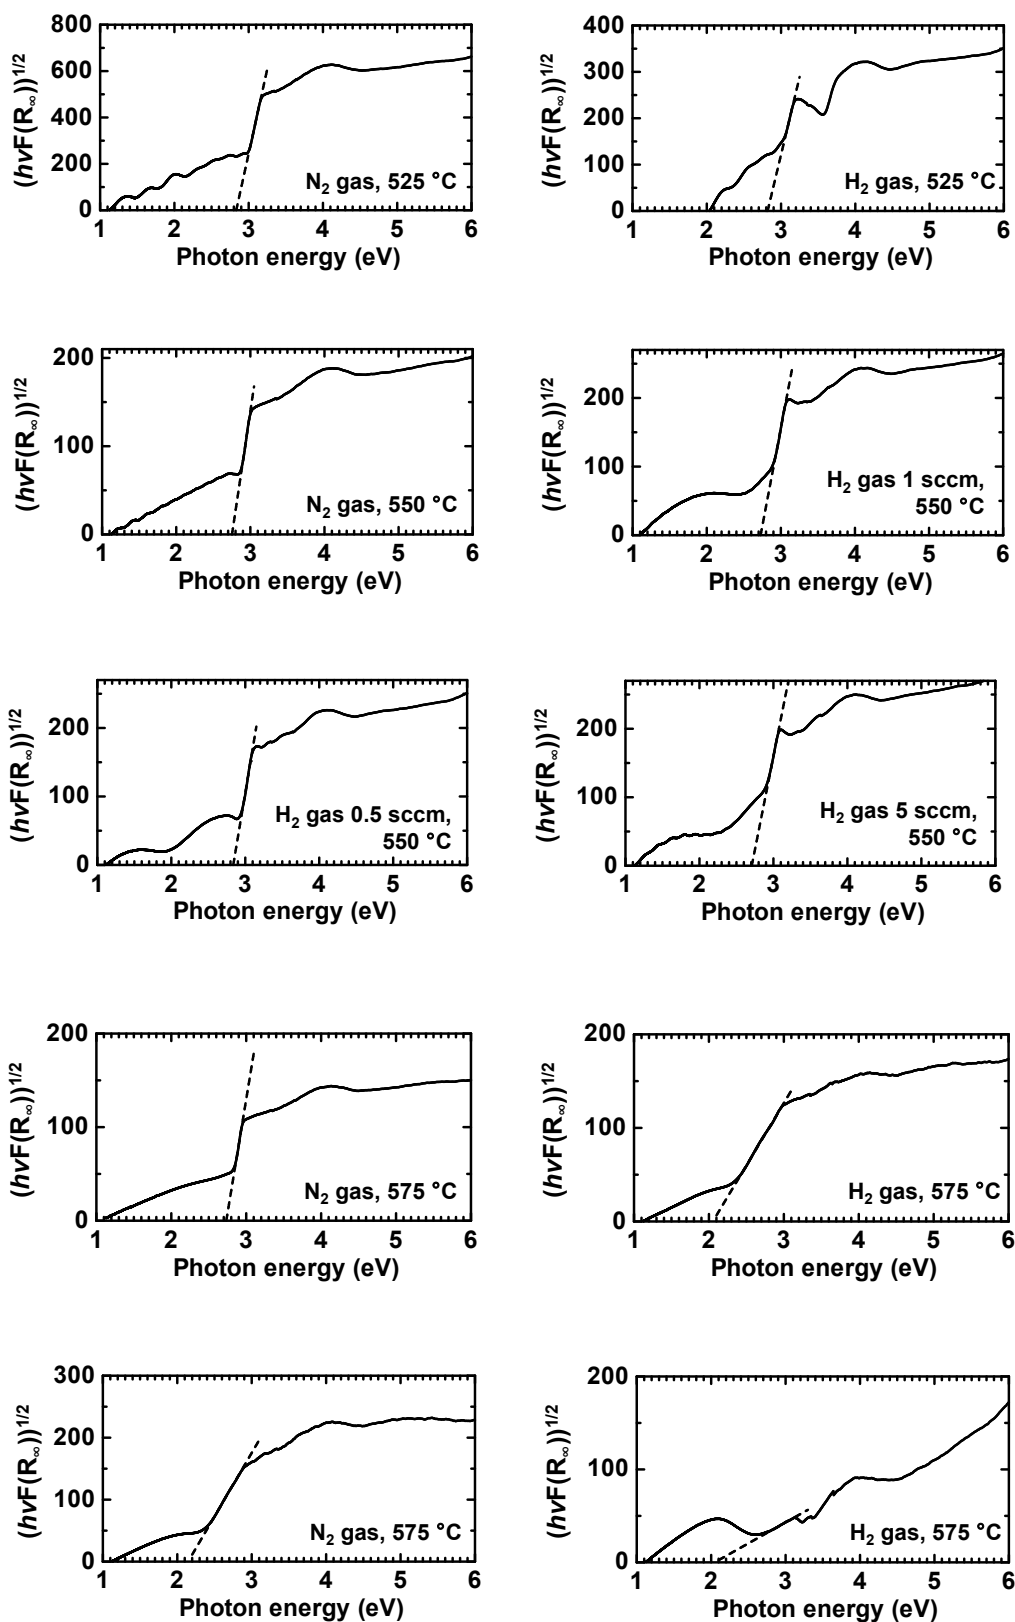 800
600
400
200
0
1 2 3 4 5 6
(hνF(R∞))1/2
N2 gas, 525 °C
Photon energy (eV)
400
300
200
100
0
1 2 3 4 5 6
(hνF(R∞))1/2
H2 gas, 525 °C
Photon energy (eV)
200
100
0
1 2 3 4 5 6
(hνF(R∞))1/2
N2 gas, 550 °C
Photon energy (eV)
200
100
0
1 2 3 4 5 6
(hνF(R∞))1/2
H2 gas 1 sccm,
550 °C
Photon energy (eV)
200
100
0
1 2 3 4 5 6
(hνF(R∞))1/2
H2 gas 0.5 sccm,
550 °C
Photon energy (eV)
200
100
0
1 2 3 4 5 6
(hνF(R∞))1/2
H2 gas 5 sccm,
550 °C
Photon energy (eV)
200
150
100
50
0
1 2 3 4 5 6
(hνF(R∞))1/2
N2 gas, 575 °C
Photon energy (eV)
200
150
100
50
0
1 2 3 4 5 6
(hνF(R∞))1/2
H2 gas, 575 °C
Photon energy (eV)
300
200
100
0
1 2 3 4 5 6
(hνF(R∞))1/2
N2 gas, 575 °C
Photon energy (eV)
200
150
100
50
0
1 2 3 4 5 6
(hνF(R∞))1/2
H2 gas, 575 °C
Photon energy (eV)